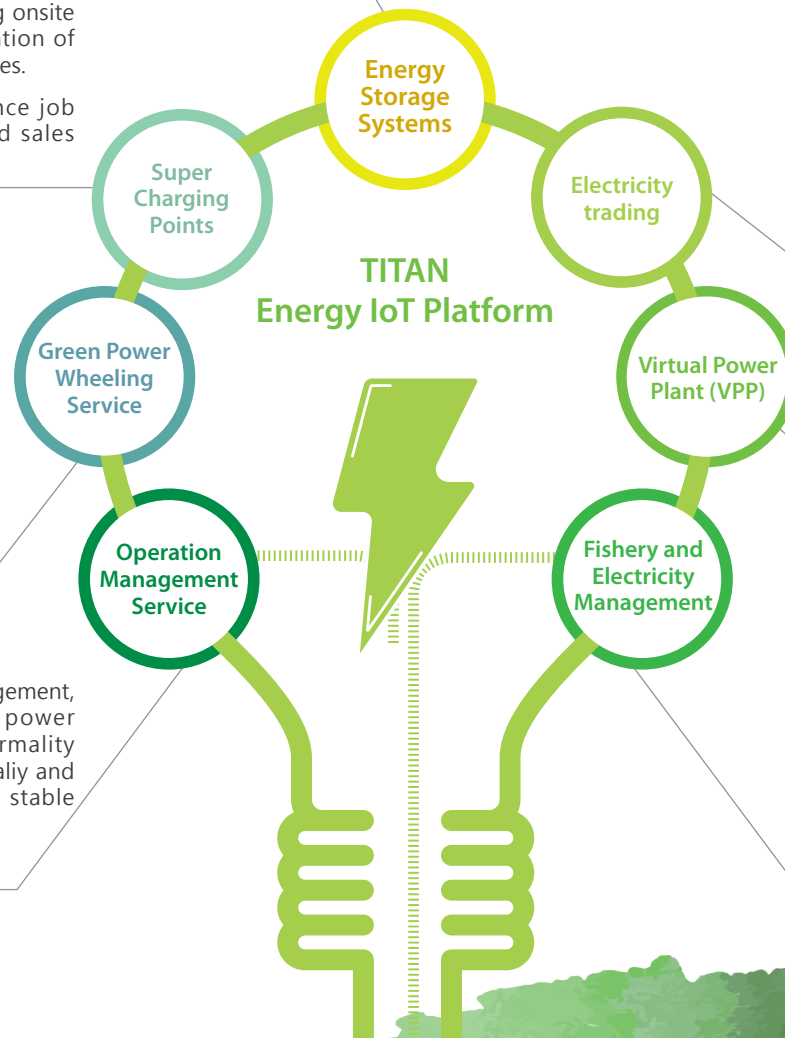 g onsite
tion of
es.
nce job
d sales
Energy
Storage
Systems
Super
Charging
Points
Electricity
trading
TITAN
Energy IoT Platform
Green Power
Wheeling
Service
Virtual Power
Plant (VPP)
Operation
Management
Service
Fishery and
Electricity
Management
gement,
power
rmality
aliy and
stable